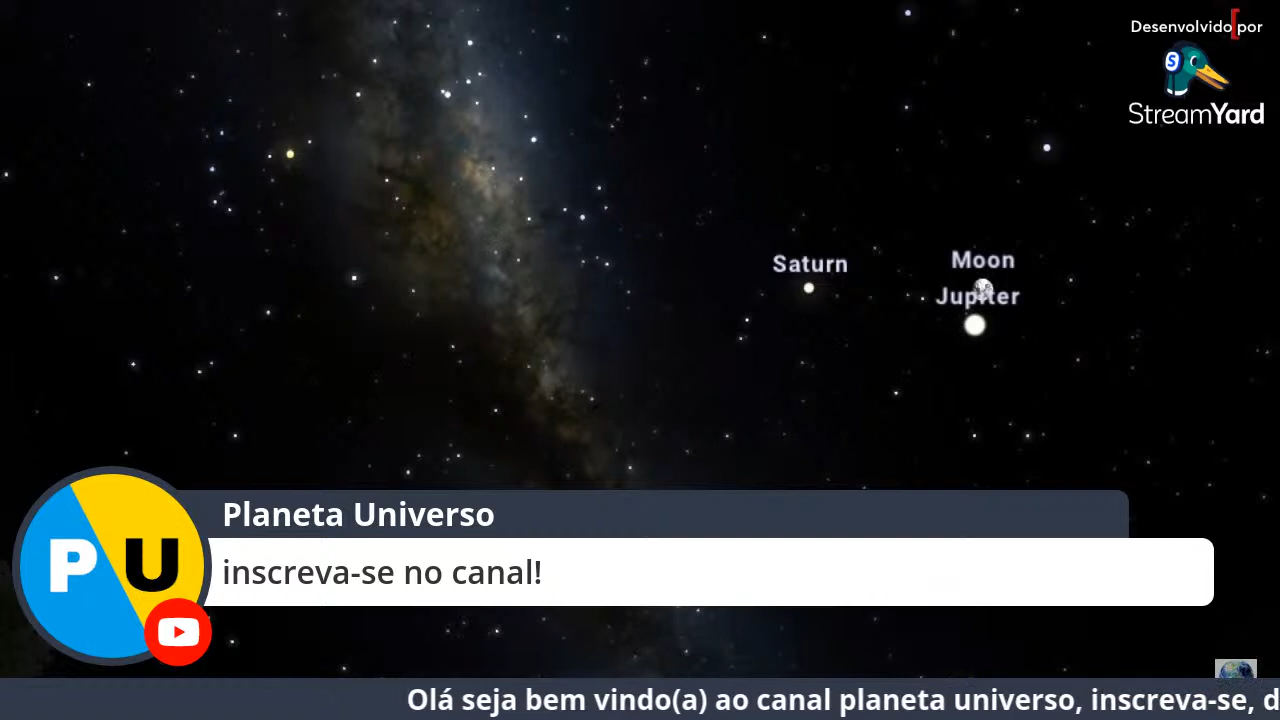 Desenvolvido por
S
StreamYard
Saturn
Moon
Jupiter
Planeta Universo
PU
inscreva-se no canal!
Olá seja bem vindo(a) ao canal planeta universo, inscreva-se, d